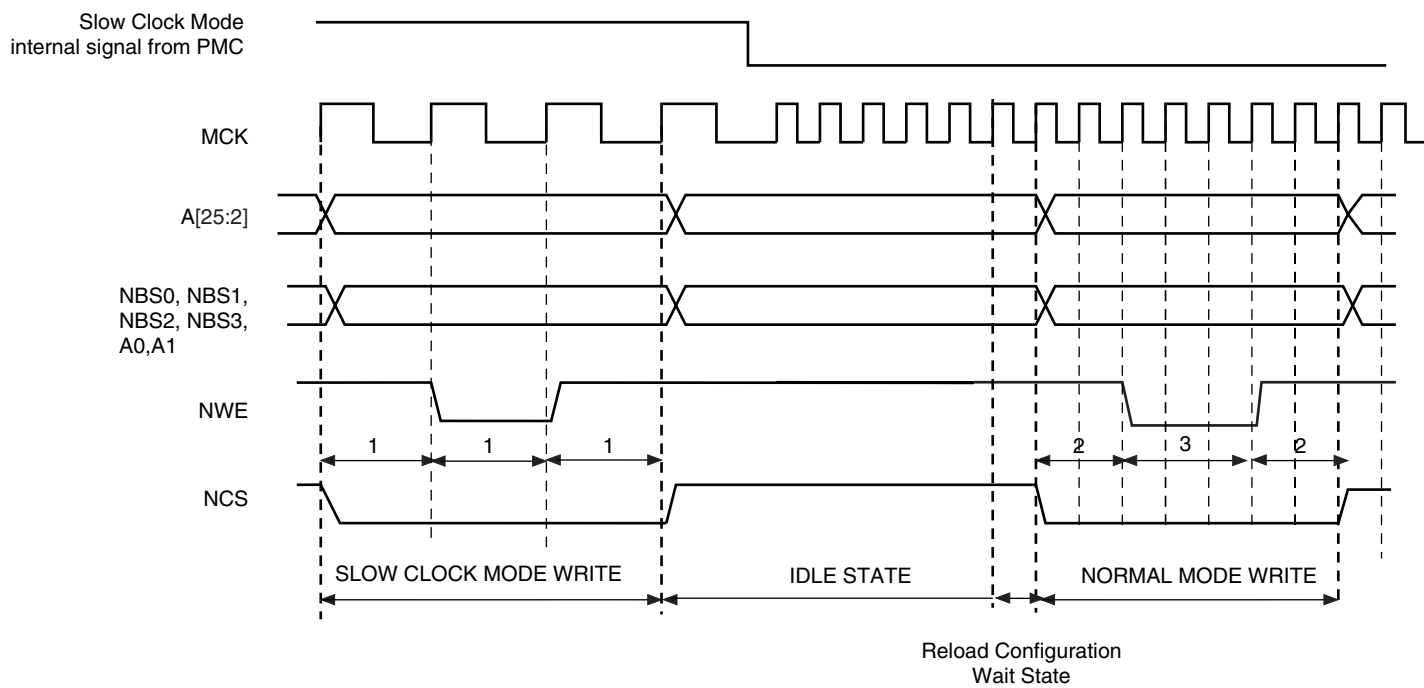 Slow Clock Mode
internal signal from PMC
MCK
A[25:2]
NBS0, NBS1,
NBS2, NBS3,
A0,A1
NWE
1 1 1 2 3 2
NCS
SLOW CLOCK MODE WRITE IDLE STATE NORMAL MODE WRITE
Reload Configuration
Wait State